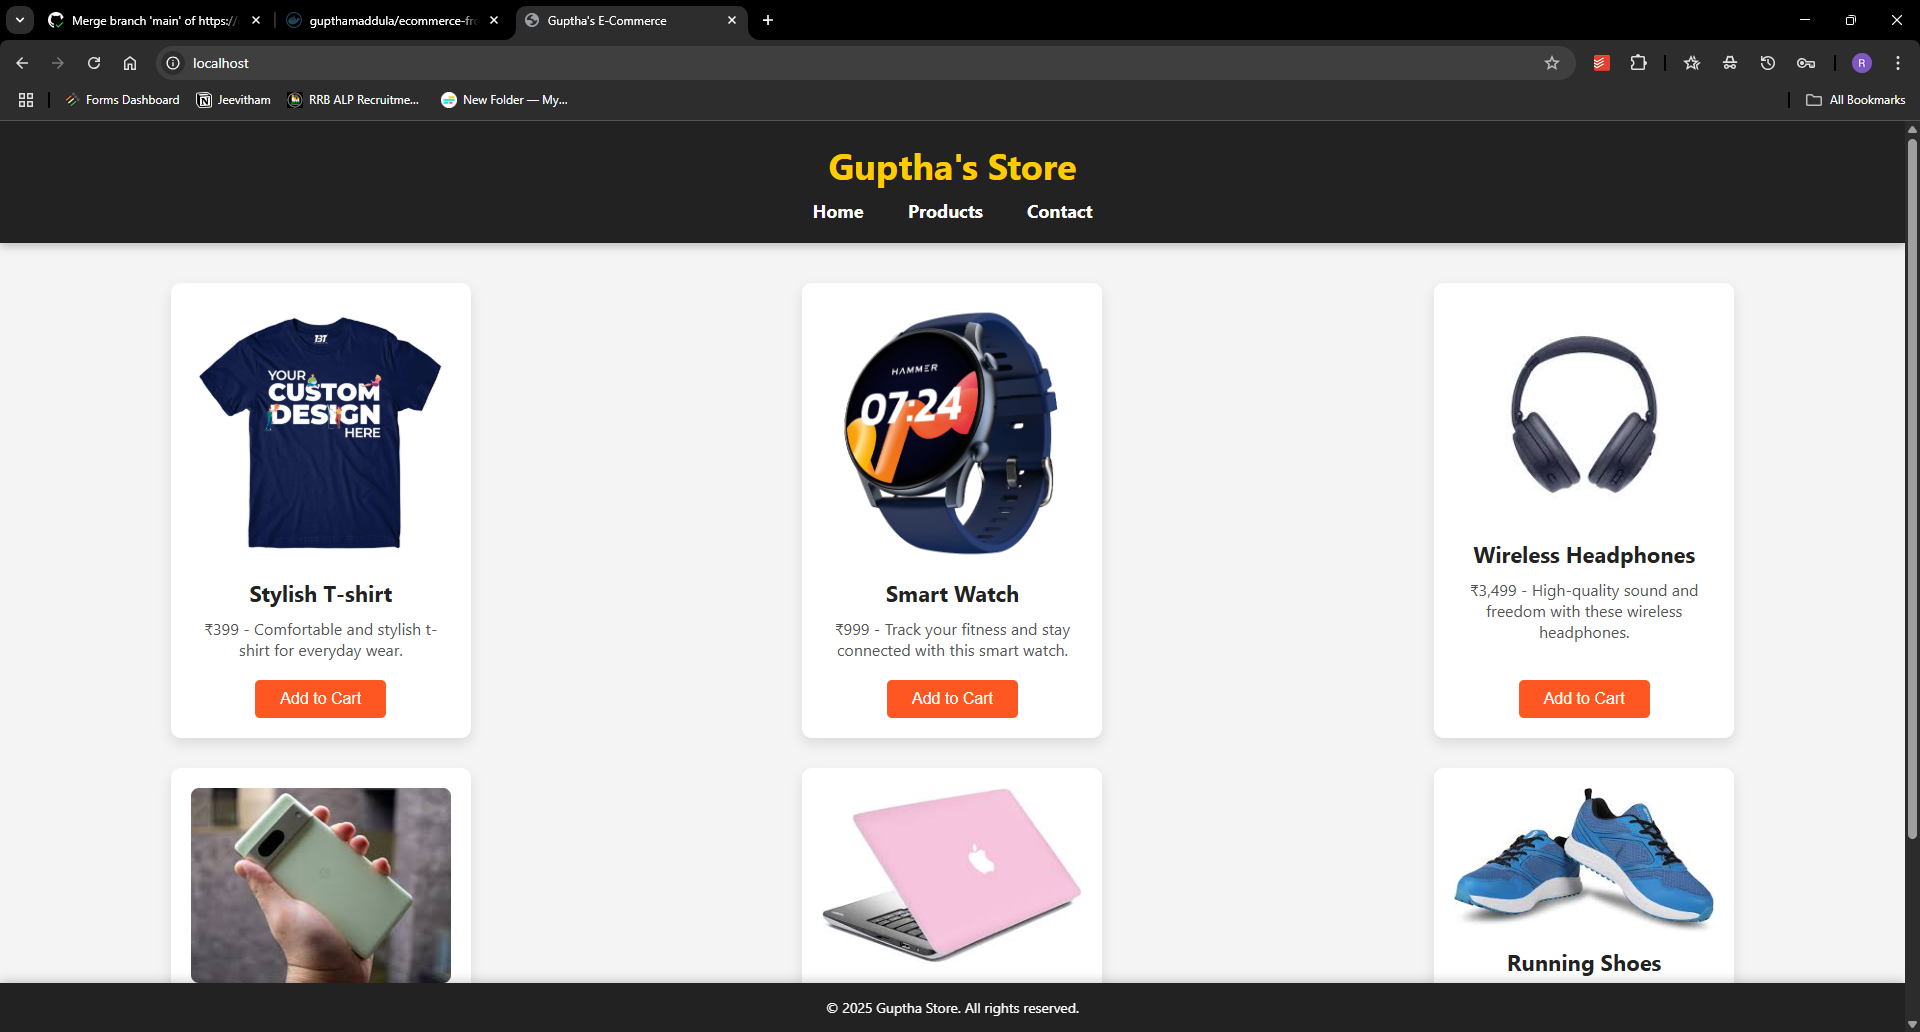 Merge branch 'main' of https://
gupthamaddula/ecommerce-fr
Guptha's E-Commerce
localhost
R
Forms Dashboard
Jeevitham
RRB ALP Recruitme...
New Folder — My...
All Bookmarks
Guptha's Store
Home
Products
Contact
YOUR
CUSTOM
DESIGN
HERE
HAMMER
07:24
Stylish T-shirt
₹399 - Comfortable and stylish t-
shirt for everyday wear.
Add to Cart
Smart Watch
₹999 - Track your fitness and stay
connected with this smart watch.
Add to Cart
Wireless Headphones
₹3,499 - High-quality sound and
freedom with these wireless
headphones.
Add to Cart
Running Shoes
© 2025 Guptha Store. All rights reserved.